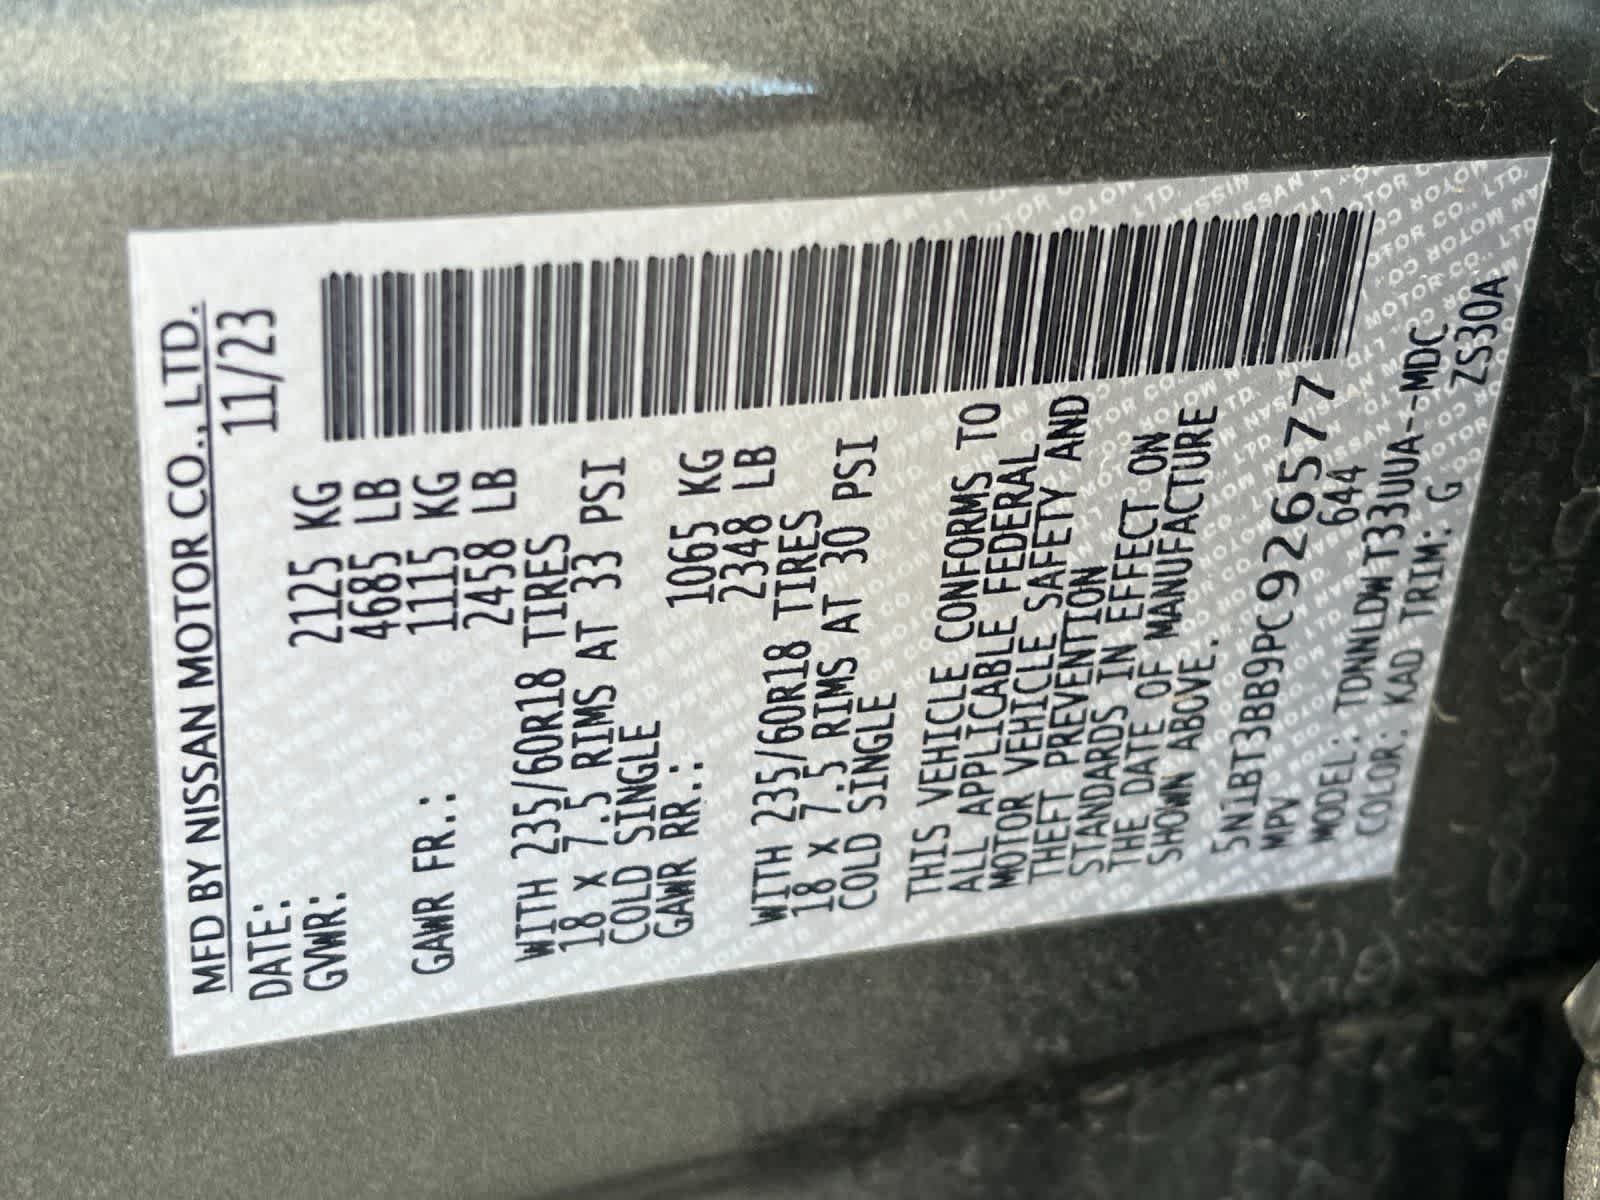 MFD BY NISSAN MOTOR CO., LTD.
DATE: 11/23
GVWR: 2125 KG
4685 LB
GAWR FR.: 1115 KG
2458 LB
WITH 235/60R18 TIRES
18 X 7.5 RIMS AT 33 PSI
COLD SINGLE
GAWR RR.: 1065 KG
2348 LB
WITH 235/60R18 TIRES
18 X 7.5 RIMS AT 30 PSI
COLD SINGLE
THIS VEHICLE CONFORMS TO
ALL APPLICABLE FEDERAL
MOTOR VEHICLE SAFETY AND
THEFT PREVENTION
STANDARDS IN EFFECT ON
THE DATE OF MANUFACTURE
SHOWN ABOVE.
5N1BT3BB9PC926577
MPV 644
MODEL: TDNNLDW T33UUA--MDC
COLOR: KAD TRIM: G ZS30A